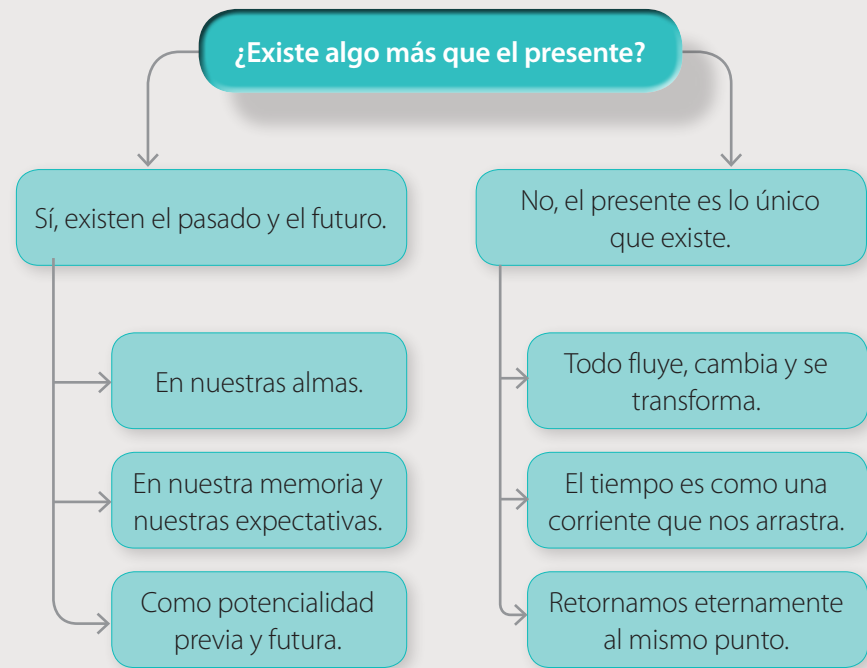 ¿Existe algo más que el presente?
Sí, existen el pasado y el futuro.
En nuestras almas.
En nuestra memoria y
nuestras expectativas.
Como potencialidad
previa y futura.
No, el presente es lo único
que existe.
Todo fluye, cambia y se
transforma.
El tiempo es como una
corriente que nos arrastra.
Retornamos eternamente
al mismo punto.